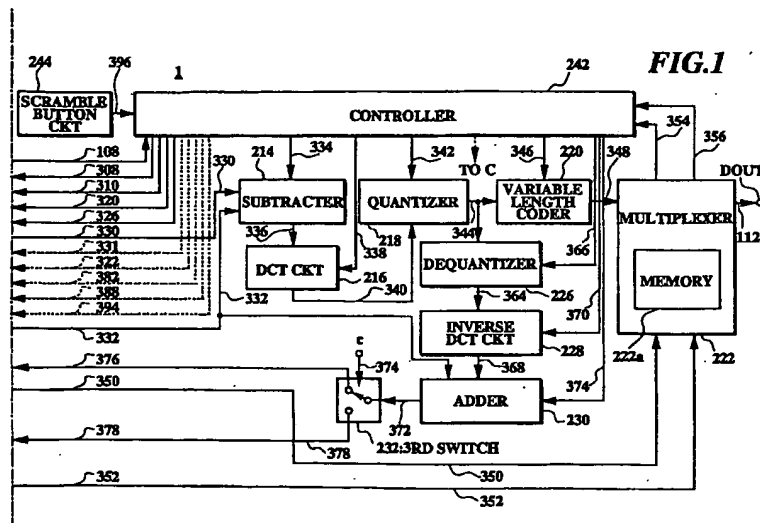 FIG.1
244
396
1
242
SCRAMBLE
BUTTON
CKT
CONTROLLER
354
356
108
308
310
320
326
330
331
322
382
388
394
332
376
350
378
352
330
214
334
SUBTRACTER
336
338
DCT CKT
216
332
340
342
QUANTIZER
218
344
TO C
346
220
348
VARIABLE
LENGTH
CODER
366
DEQUANTIZER
364
226
370
INVERSE
DCT CKT
368
228
374
ADDER
230
372
c
374
378
232:3RD SWITCH
350
352
MULTIPLEXER
MEMORY
222a
222
DOUT
112